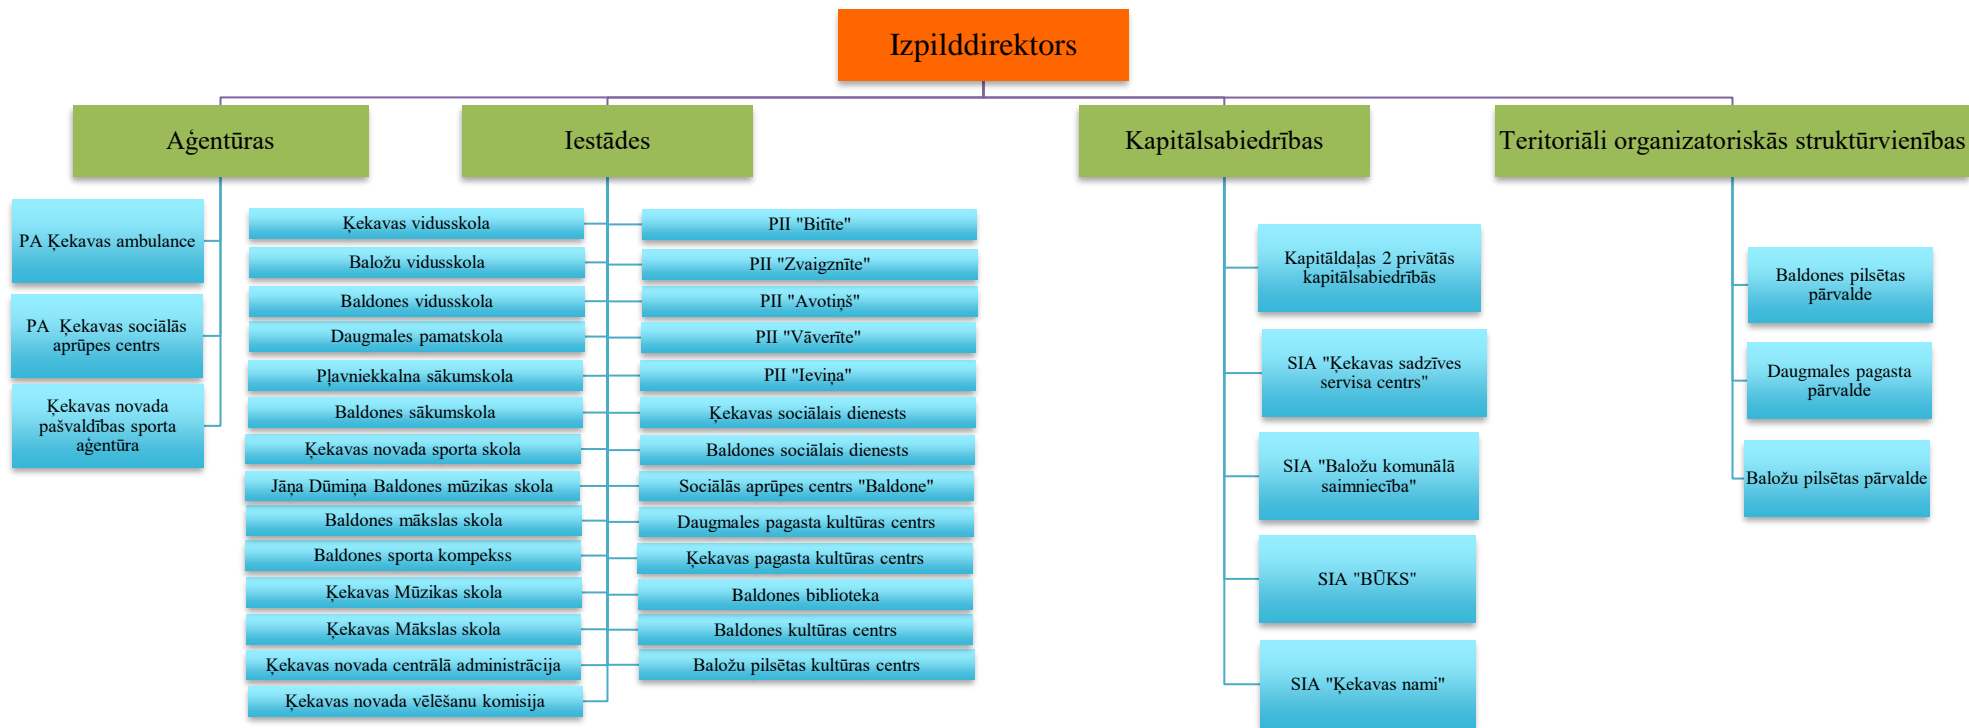 Izpilddirektors
Aģentūras
PA Ķekavas ambulance
PA  Ķekavas sociālās
aprūpes centrs
Ķekavas novada
pašvaldības sporta
aģentūra
Iestādes
Ķekavas vidusskola
Baložu vidusskola
Baldones vidusskola
Daugmales pamatskola
Pļavniekkalna sākumskola
Baldones sākumskola
Ķekavas novada sporta skola
Jāņa Dūmiņa Baldones mūzikas skola
Baldones mākslas skola
Baldones sporta kompekss
Ķekavas Mūzikas skola
Ķekavas Mākslas skola
Ķekavas novada centrālā administrācija
Ķekavas novada vēlēšanu komisija
PII "Bitīte"
PII "Zvaigznīte"
PII "Avotiņš"
PII "Vāverīte"
PII "Ieviņa"
Ķekavas sociālais dienests
Baldones sociālais dienests
Sociālās aprūpes centrs "Baldone"
Daugmales pagasta kultūras centrs
Ķekavas pagasta kultūras centrs
Baldones biblioteka
Baldones kultūras centrs
Baložu pilsētas kultūras centrs
Kapitālsabiedrības
Kapitāldaļas 2 privātās
kapitālsabiedrībās
SIA "Ķekavas sadzīves
servisa centrs"
SIA "Baložu komunālā
saimniecība"
SIA "BŪKS"
SIA "Ķekavas nami"
Teritoriāli organizatoriskās struktūrvienības
Baldones pilsētas
pārvalde
Daugmales pagasta
pārvalde
Baložu pilsētas pārvalde